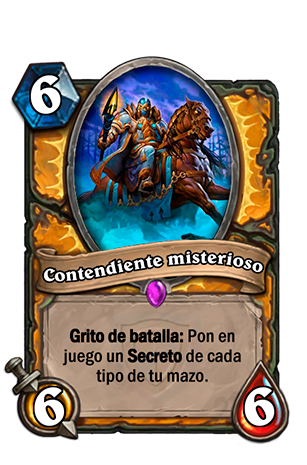 6
Contendiente misterioso
Grito de batalla: Pon en
juego un Secreto de cada
tipo de tu mazo.
6
6